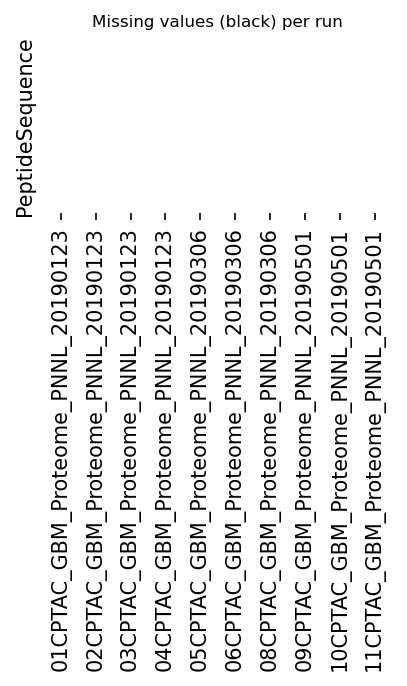 Missing values (black) per run
PeptideSequence
01CPTAC_GBM_Proteome_PNNL_20190123
02CPTAC_GBM_Proteome_PNNL_20190123
03CPTAC_GBM_Proteome_PNNL_20190123
04CPTAC_GBM_Proteome_PNNL_20190123
05CPTAC_GBM_Proteome_PNNL_20190306
06CPTAC_GBM_Proteome_PNNL_20190306
08CPTAC_GBM_Proteome_PNNL_20190306
09CPTAC_GBM_Proteome_PNNL_20190501
10CPTAC_GBM_Proteome_PNNL_20190501
11CPTAC_GBM_Proteome_PNNL_20190501